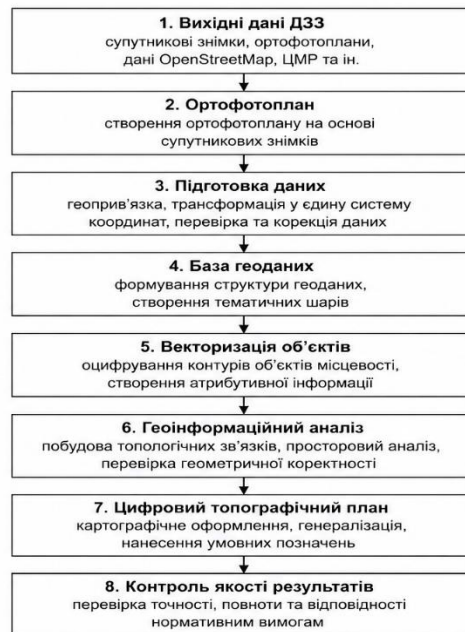 1. Вихідні дані ДЗЗ
супутникові знімки, ортофотоплани,
дані OpenStreetMap, ЦМР та ін.
2. Ортофотоплан
створення ортофотоплану на основі
супутникових знімків
3. Підготовка даних
геоприв’язка, трансформація у єдину систему
координат, перевірка та корекція даних
4. База геоданих
формування структури геоданих,
створення тематичних шарів
5. Векторизація об’єктів
оцифрування контурів об’єктів місцевості,
створення атрибутивної інформації
6. Геоінформаційний аналіз
побудова топологічних зв’язків, просторовий аналіз,
перевірка геометричної коректності
7. Цифровий топографічний план
картографічне оформлення, генералізація,
нанесення умовних позначень
8. Контроль якості результатів
перевірка точності, повноти та відповідності
нормативним вимогам